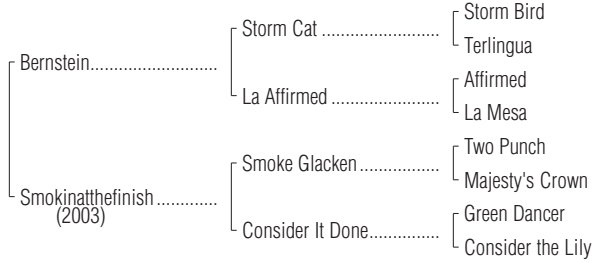 Storm Bird
Storm Cat ........................
Terlingua
Bernstein..........................
Affirmed
La Affirmed ......................
La Mesa
Two Punch
Smoke Glacken ................
Majesty's Crown
Smokinatthefinish ............
(2003)
Green Dancer
Consider It Done..............
Consider the Lily